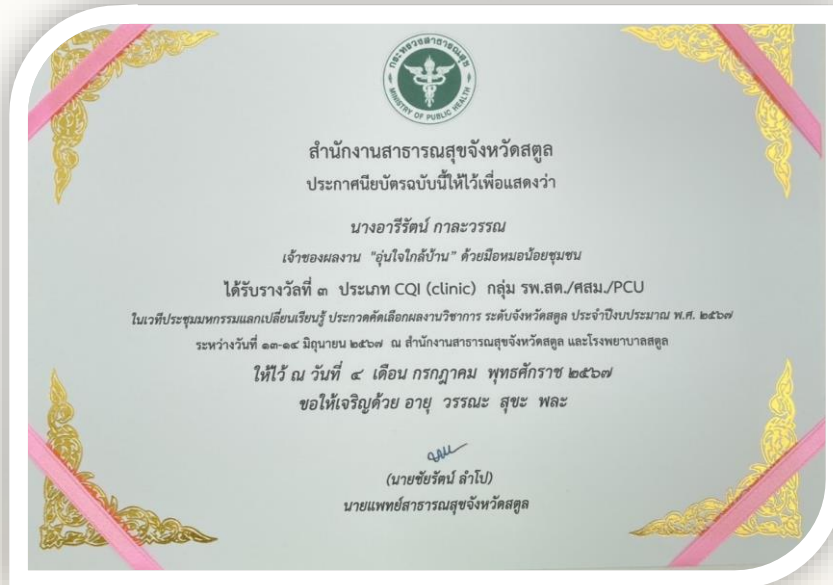 กระทรวงสาธารณสุข
MINISTRY OF PUBLIC HEALTH
สำนักงานสาธารณสุขจังหวัดสตูล
ประกาศนียบัตรฉบับนี้ให้ไว้เพื่อแสดงว่า
นางอารีรัตน์ กาละวรรณ
เจ้าของผลงาน "อุ่นใจใกล้บ้าน" ด้วยมือหมอน้อยชุมชน
ได้รับรางวัลที่ ๓ ประเภท CQI (clinic) กลุ่ม รพ.สต./ศสม./PCU
ในเวทีประชุมมหกรรมแลกเปลี่ยนเรียนรู้ ประกวดคัดเลือกผลงานวิชาการ ระดับจังหวัดสตูล ประจำปีงบประมาณ พ.ศ. ๒๕๖๗
ระหว่างวันที่ ๑๓-๑๔ มิถุนายน ๒๕๖๗ ณ สำนักงานสาธารณสุขจังหวัดสตูล และโรงพยาบาลสตูล
ให้ไว้ ณ วันที่ ๔ เดือน กรกฎาคม พุทธศักราช ๒๕๖๗
ขอให้เจริญด้วย อายุ วรรณะ สุขะ พละ
(นายชัยรัตน์ ลำโป)
นายแพทย์สาธารณสุขจังหวัดสตูล